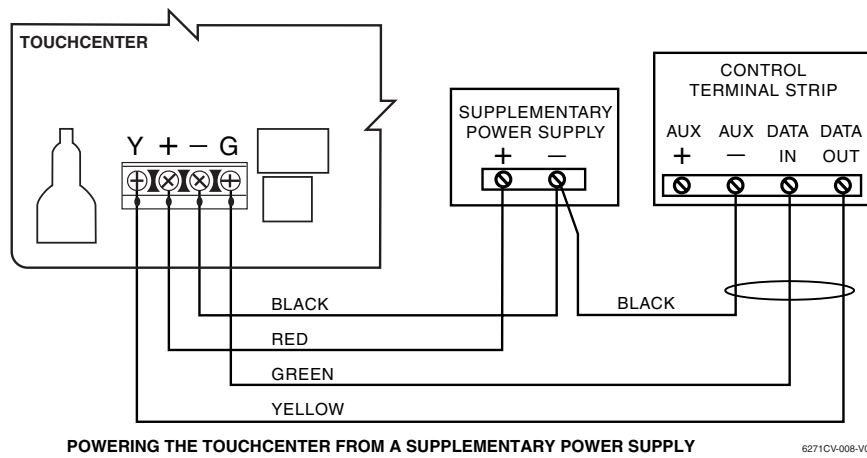 TOUCHCENTER
Y + – G
SUPPLEMENTARY
POWER SUPPLY
+ –
CONTROL
TERMINAL STRIP
AUX AUX DATA DATA
+ – IN OUT
BLACK
BLACK
RED
GREEN
YELLOW
POWERING THE TOUCHCENTER FROM A SUPPLEMENTARY POWER SUPPLY